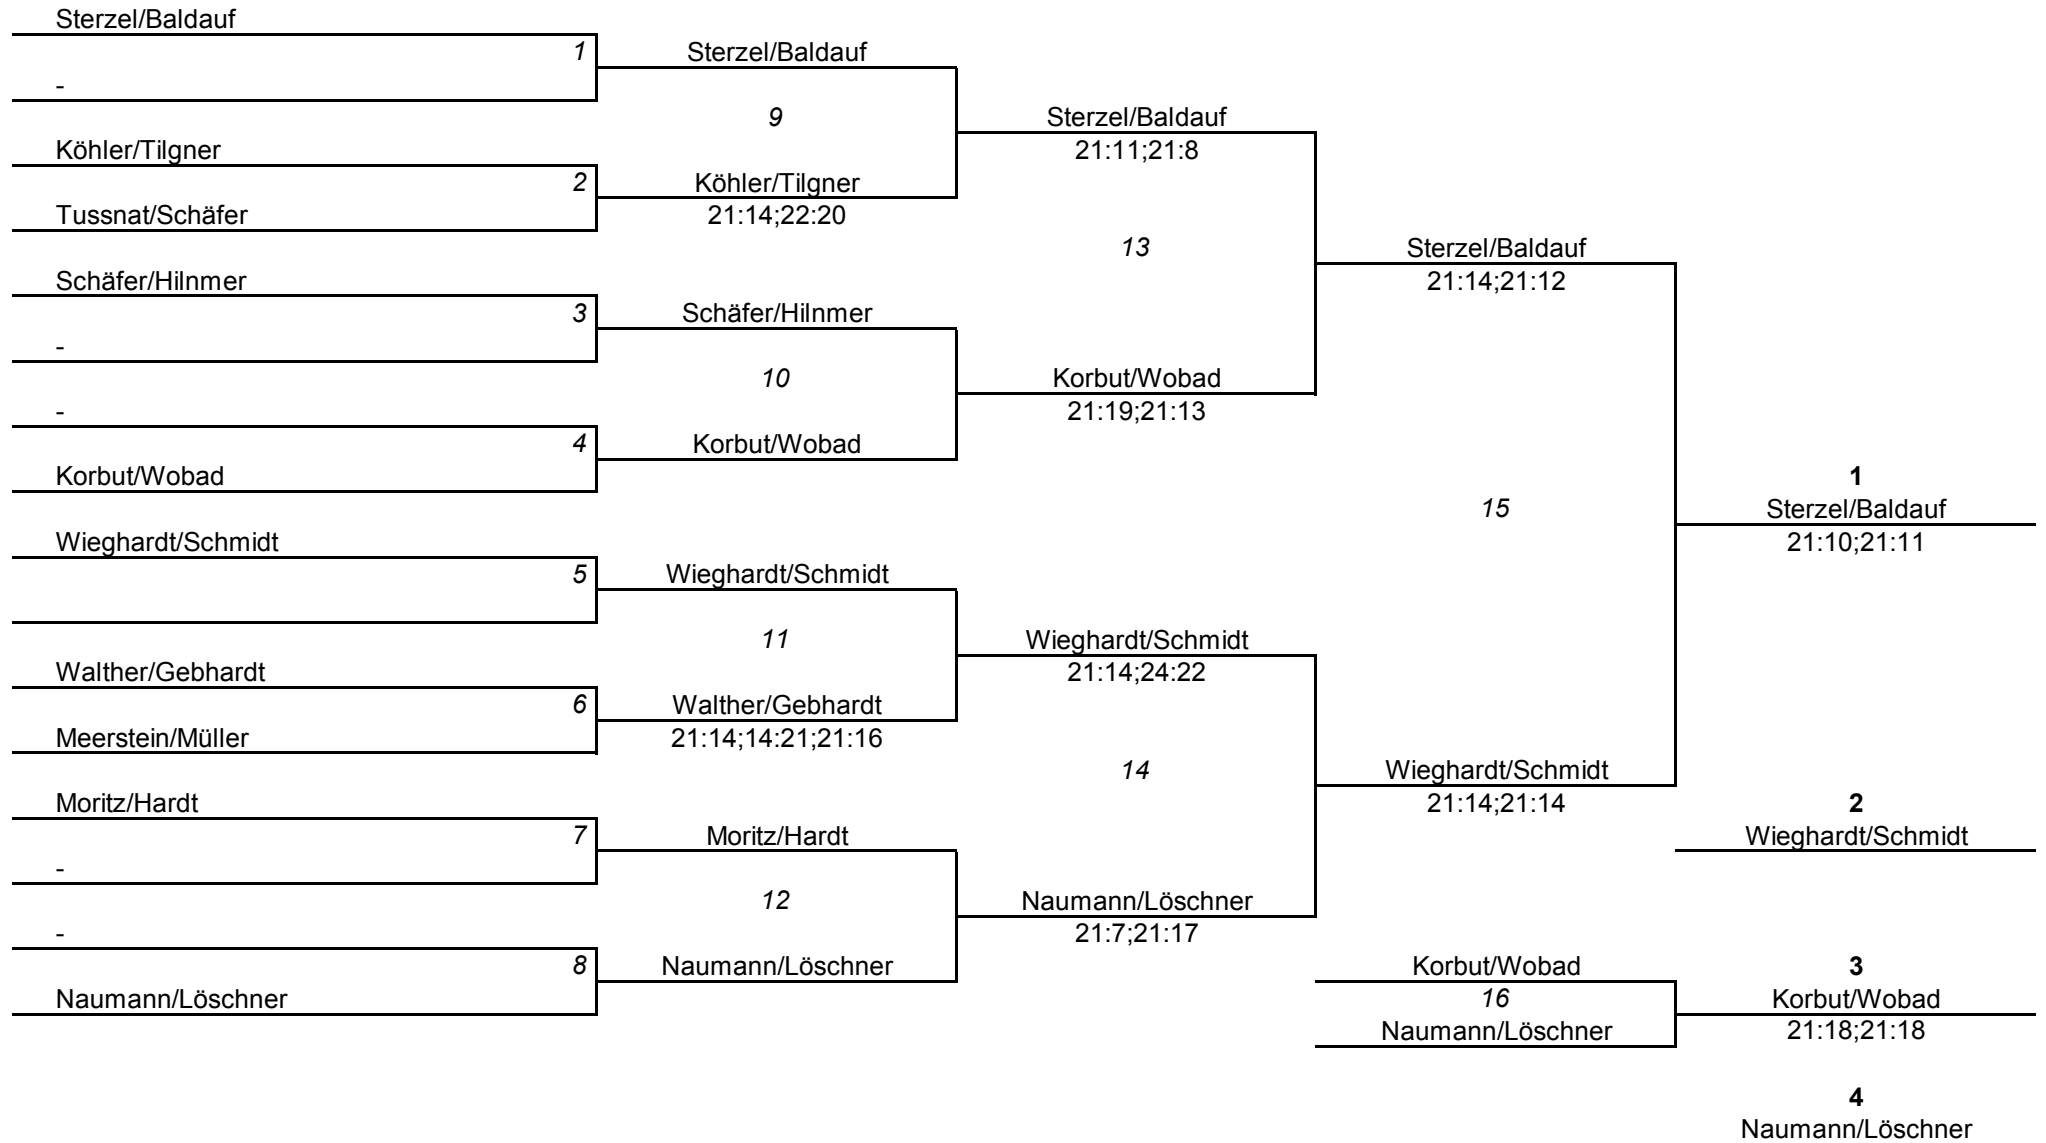 Sterzel/Baldauf
1
Sterzel/Baldauf
-
9
Sterzel/Baldauf
21:11;21:8
Köhler/Tilgner
2
Köhler/Tilgner
21:14;22:20
Tussnat/Schäfer
13
Sterzel/Baldauf
21:14;21:12
Schäfer/Hilnmer
3
Schäfer/Hilnmer
-
10
Korbut/Wobad
21:19;21:13
-
4
Korbut/Wobad
Korbut/Wobad
15
1
Sterzel/Baldauf
21:10;21:11
Wieghardt/Schmidt
5
Wieghardt/Schmidt
11
Wieghardt/Schmidt
21:14;24:22
Walther/Gebhardt
6
Walther/Gebhardt
21:14;14:21;21:16
Meerstein/Müller
14
Wieghardt/Schmidt
21:14;21:14
2
Wieghardt/Schmidt
Moritz/Hardt
7
Moritz/Hardt
-
12
Naumann/Löschner
21:7;21:17
-
8
Naumann/Löschner
Naumann/Löschner
Korbut/Wobad
16
Naumann/Löschner
3
Korbut/Wobad
21:18;21:18
4
Naumann/Löschner